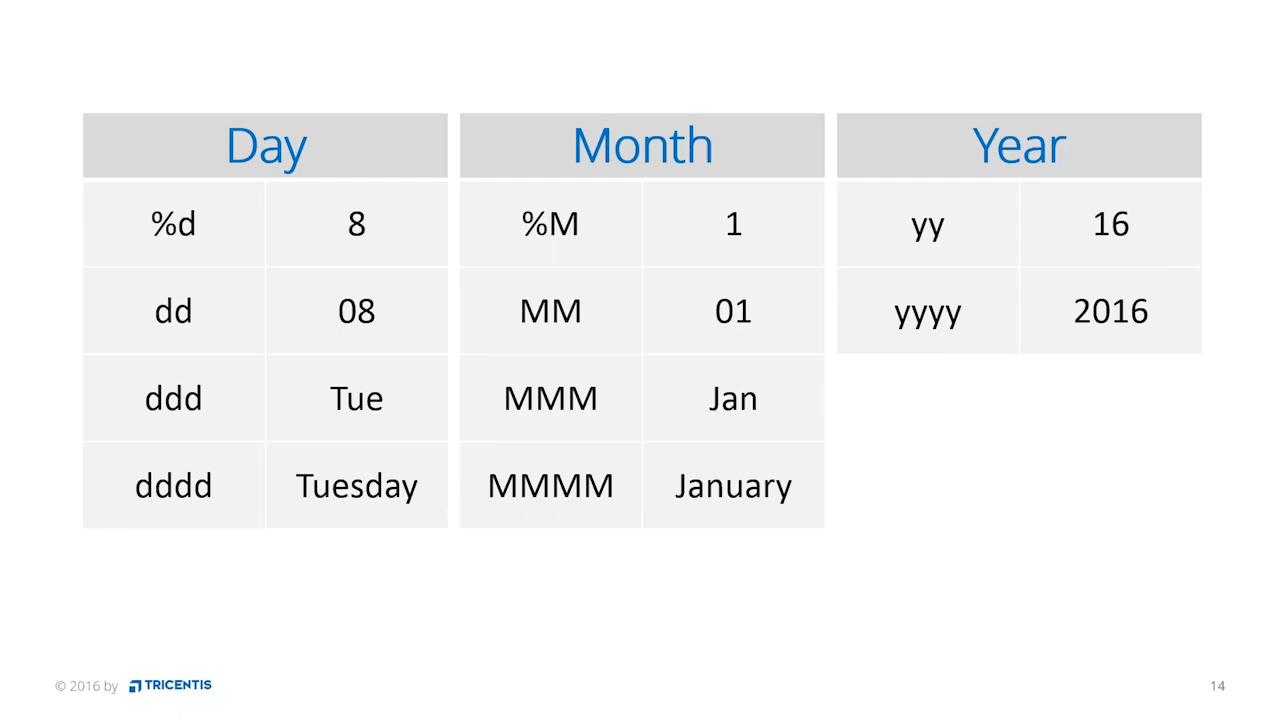 Day Month Year
%d 8 %M 1 yy 16
dd 08 MM 01 yyyy 2016
ddd Tue MMM Jan
dddd Tuesday MMMM January
© 2016 by TRICENTIS 14